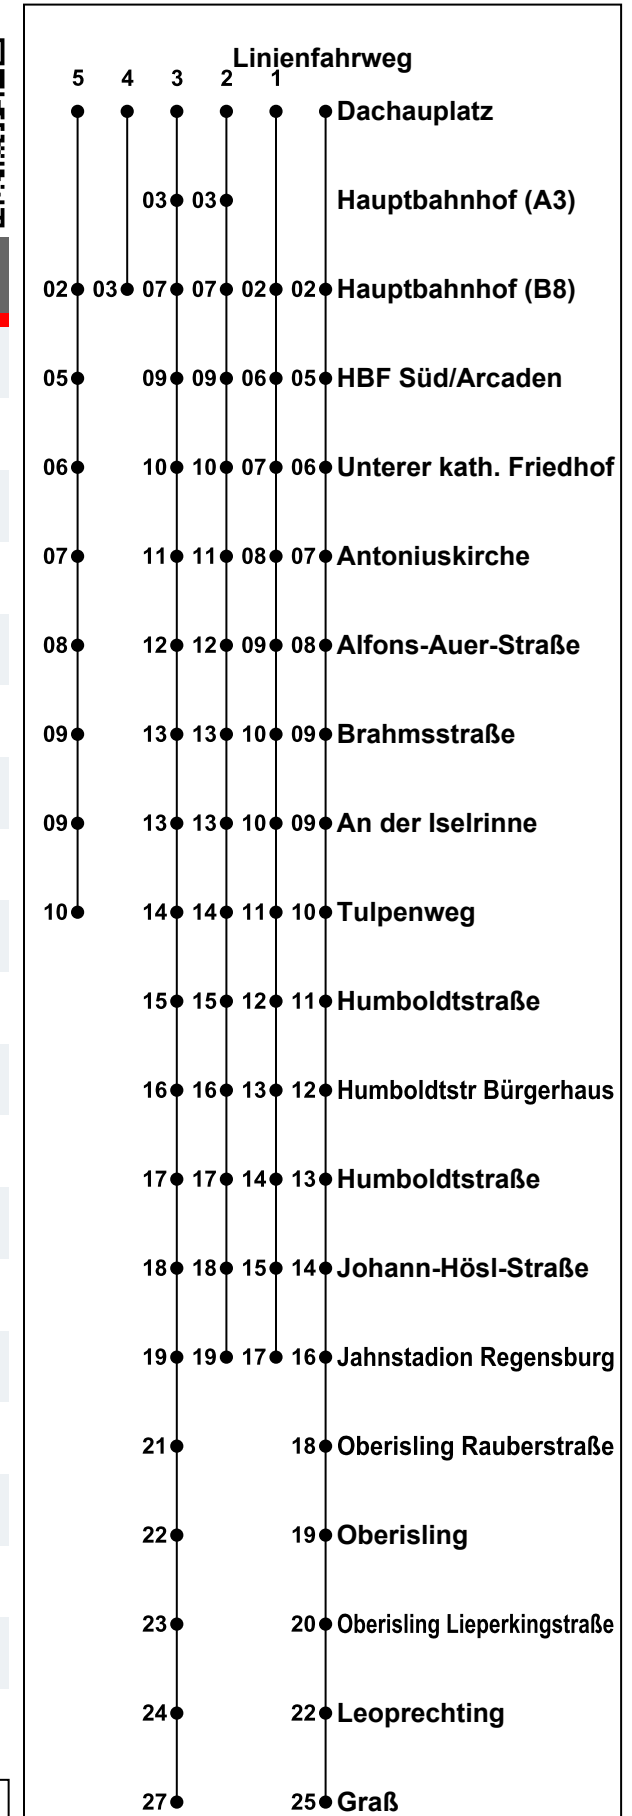 Linienfahrweg
5 4 3 2 1
Dachauplatz
03 03 Hauptbahnhof (A3)
02 03 07 07 02 02 Hauptbahnhof (B8)
05 09 09 06 05 HBF Süd/Arcaden
06 10 10 07 06 Unterer kath. Friedhof
07 11 11 08 07 Antoniuskirche
08 12 12 09 08 Alfons-Auer-Straße
09 13 13 10 09 Brahmsstraße
09 13 13 10 09 An der Iselrinne
10 14 14 11 10 Tulpenweg
15 15 12 11 Humboldtstraße
16 16 13 12 Humboldtstr Bürgerhaus
17 17 14 13 Humboldtstraße
18 18 15 14 Johann-Hösl-Straße
19 19 17 16 Jahnstadion Regensburg
21 18 Oberisling Rauberstraße
22 19 Oberisling
23 20 Oberisling Lieperkingstraße
24 22 Leoprechting
27 25 Graß